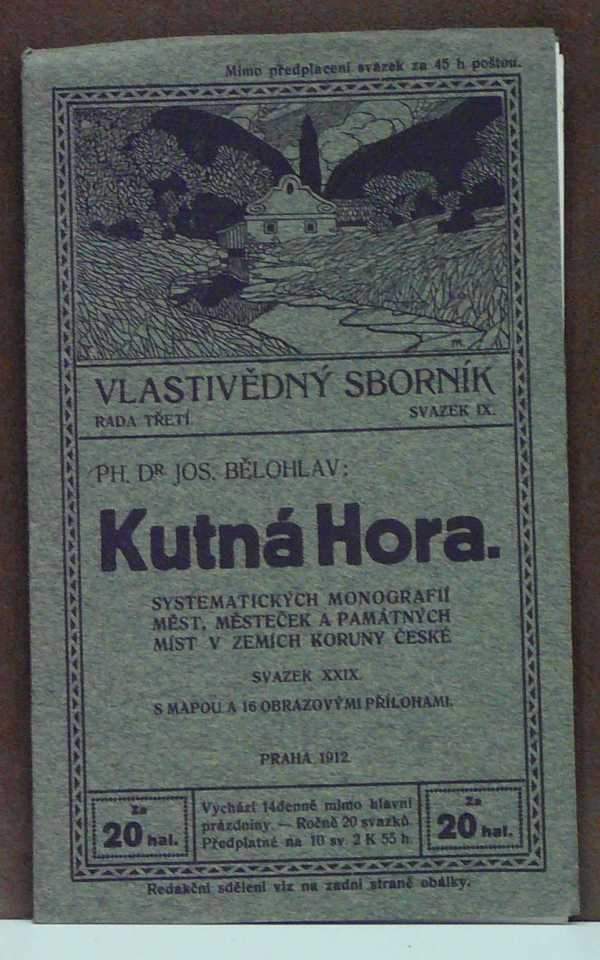 Mimo předplacení svazek za 45 h poštou.
VLASTIVĚDNÝ SBORNÍK
ŘADA TŘETÍ
SVAZEK IX.
PH. DR JOS. BĚLOHLAV:
Kutná Hora.
SYSTEMATICKÝCH MONOGRAFIÍ
MĚST, MĚSTEČEK A PAMÁTNÝCH
MÍST V ZEMÍCH KORUNY ČESKÉ
SVAZEK XXIX.
S MAPOU A 16 OBRAZOVÝMI PŘÍLOHAMI.
PRAHA 1912.
Za
20 hal.
Vychází 14denně mimo hlavní
prázdniny. — Ročně 20 svazků.
Předplatné na 10 sv. 2 K 55 h.
Za
20 hal.
Redakční sdělení viz na zadní straně obálky.